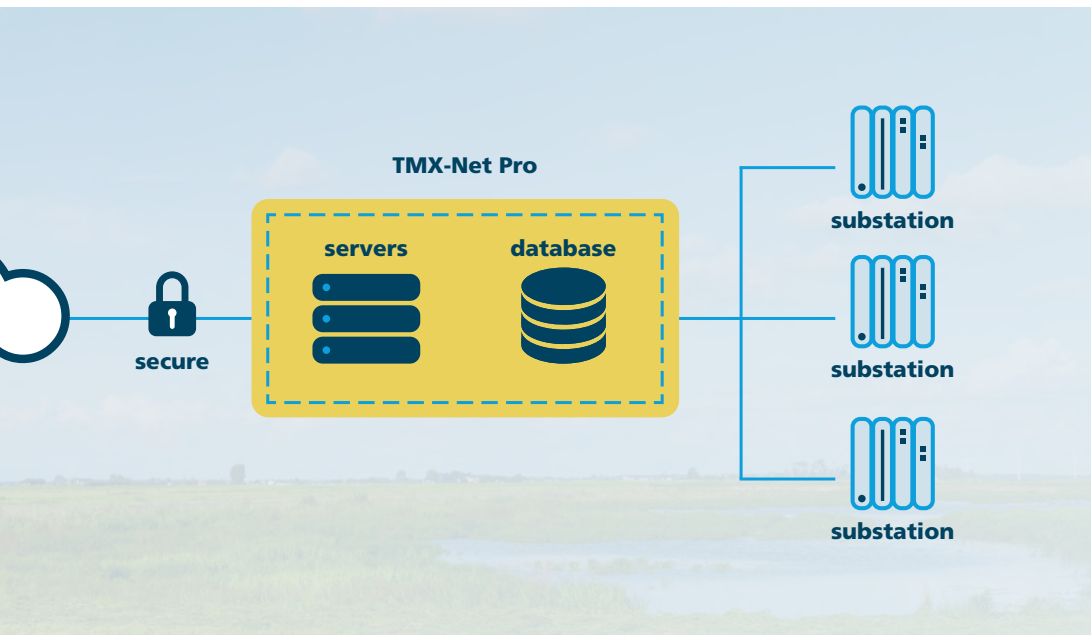 TMX-Net Pro
servers
database
secure
substation
substation
substation